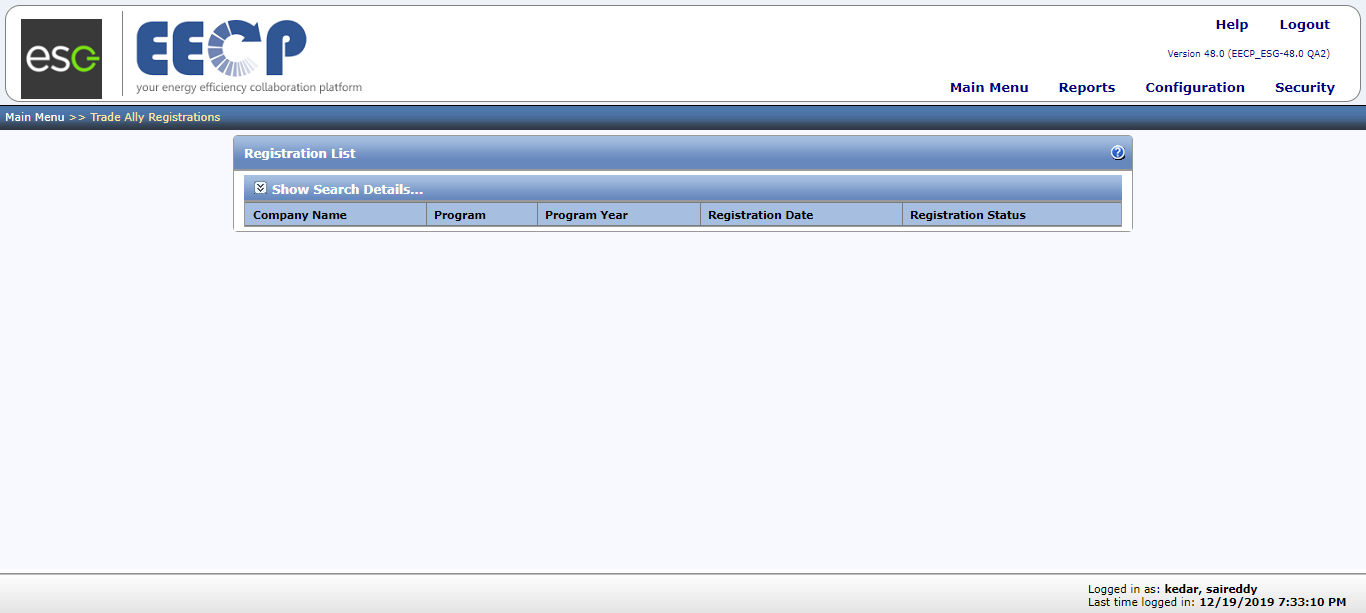 esg
EECP
your energy efficiency collaboration platform
Help Logout
Version 48.0 (EECP_ESG-48.0 QA2)
Main Menu Reports Configuration Security
Main Menu >> Trade Ally Registrations
Registration List ?
Show Search Details...
Company Name Program Program Year Registration Date Registration Status
Logged in as: kedar, saireddy
Last time logged in: 12/19/2019 7:33:10 PM